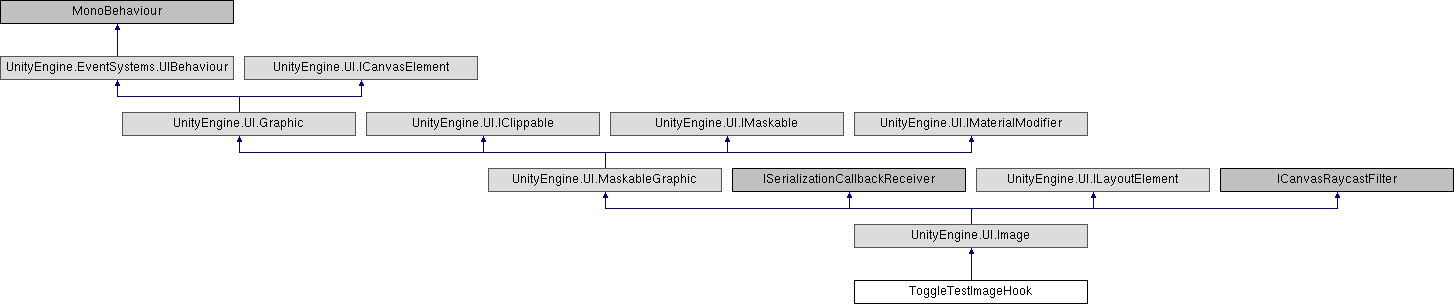 MonoBehaviour
UnityEngine.EventSystems.UIBehaviour
UnityEngine.UI.ICanvasElement
UnityEngine.UI.Graphic
UnityEngine.UI.IClippable
UnityEngine.UI.IMaskable
UnityEngine.UI.IMaterialModifier
UnityEngine.UI.MaskableGraphic
ISerializationCallbackReceiver
UnityEngine.UI.ILayoutElement
ICanvasRaycastFilter
UnityEngine.UI.Image
ToggleTestImageHook